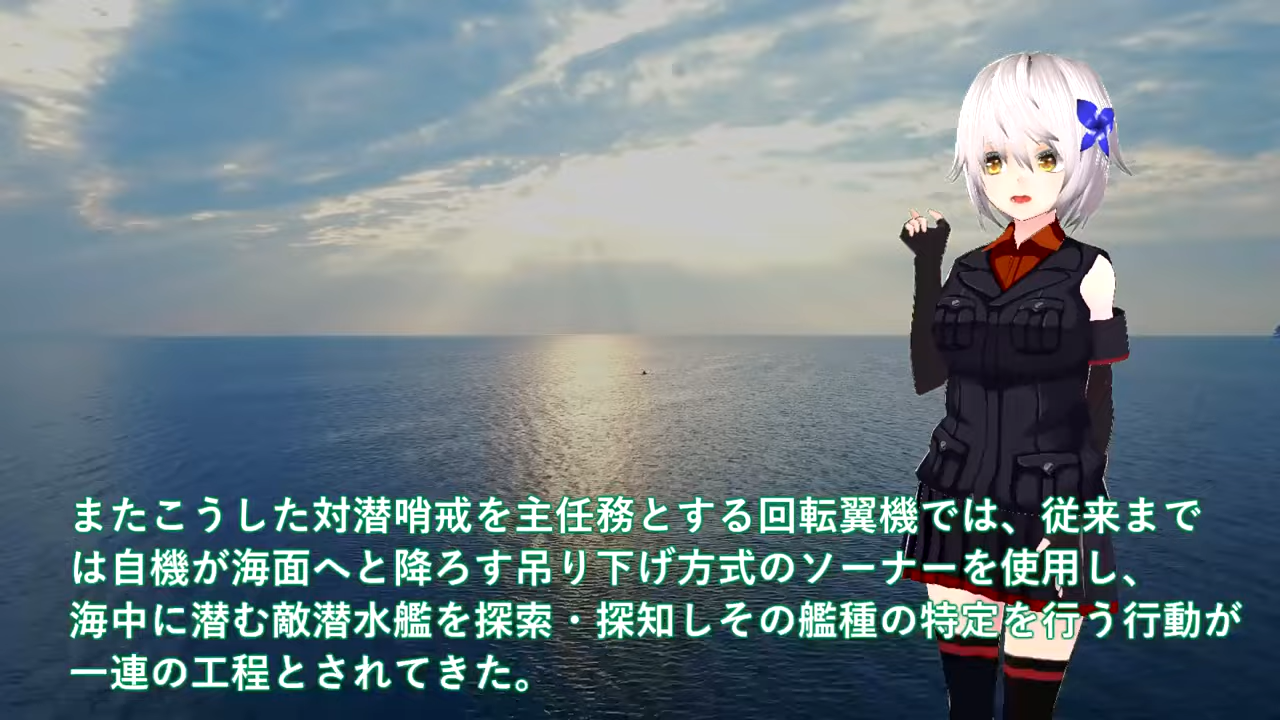 またこうした対潜哨戒を主任務とする回転翼機では、従来まで
は自機が海面へと降ろす吊り下げ方式のソーナーを使用し、
海中に潜む敵潜水艦を探索・探知しその艦種の特定を行う行動が
一連の工程とされてきた。